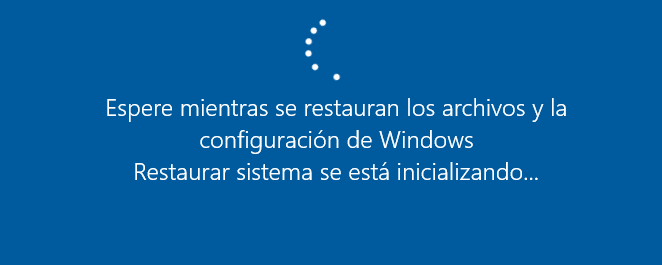 Espere mientras se restauran los archivos y la
configuración de Windows
Restaurar sistema se está inicializando...